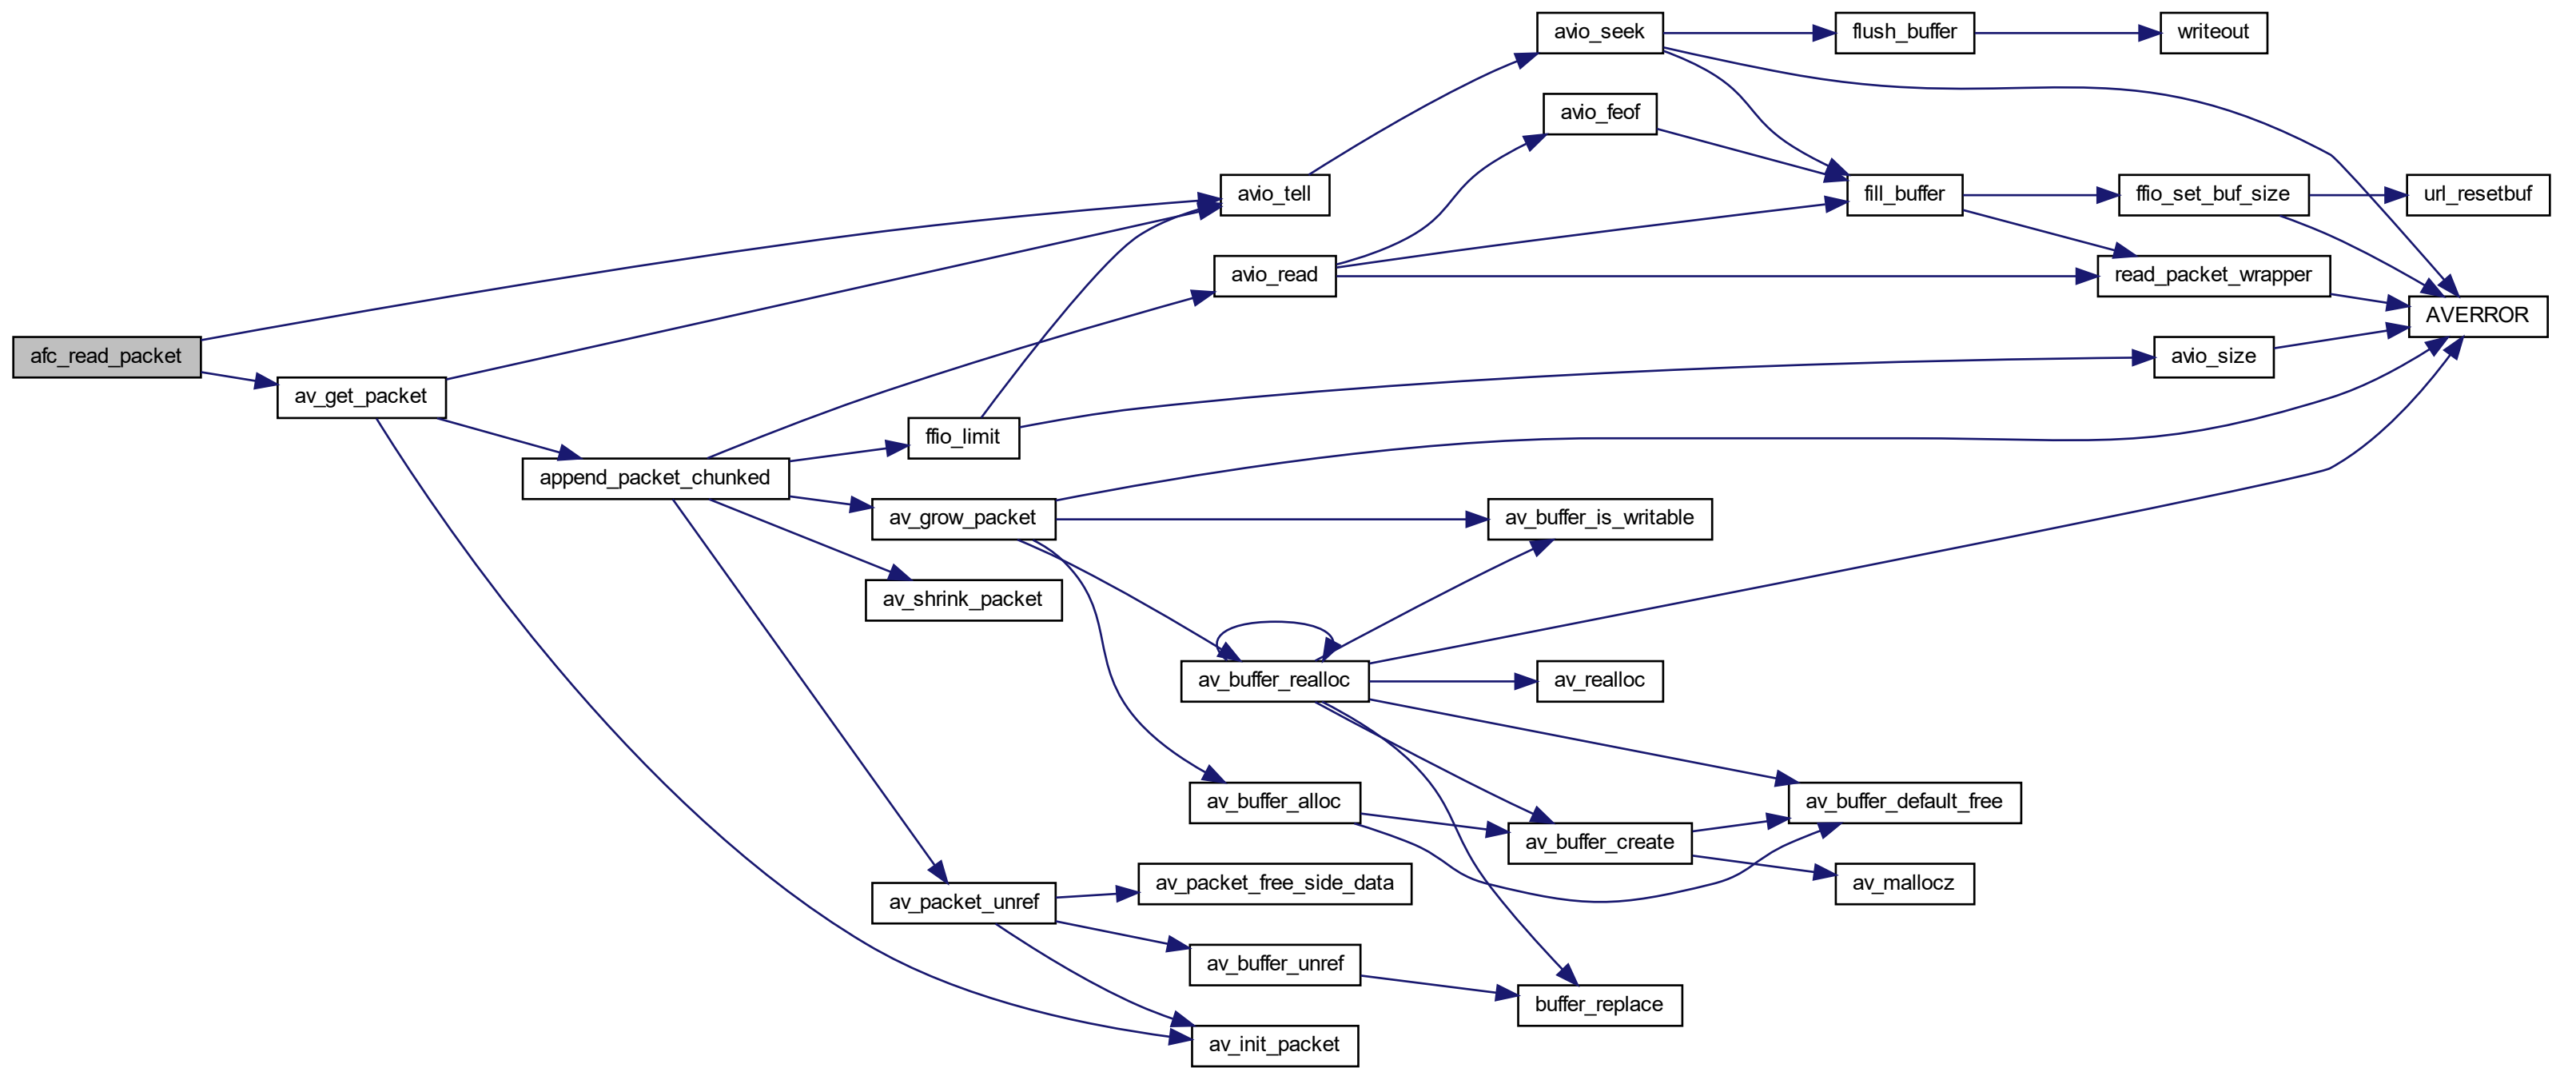 avio_seek
flush_buffer
writeout
avio_feof
avio_tell
fill_buffer
ffio_set_buf_size
url_resetbuf
avio_read
read_packet_wrapper
AVERROR
afc_read_packet
avio_size
av_get_packet
ffio_limit
append_packet_chunked
av_grow_packet
av_buffer_is_writable
av_shrink_packet
av_buffer_realloc
av_realloc
av_buffer_alloc
av_buffer_default_free
av_buffer_create
av_packet_free_side_data
av_mallocz
av_packet_unref
av_buffer_unref
buffer_replace
av_init_packet